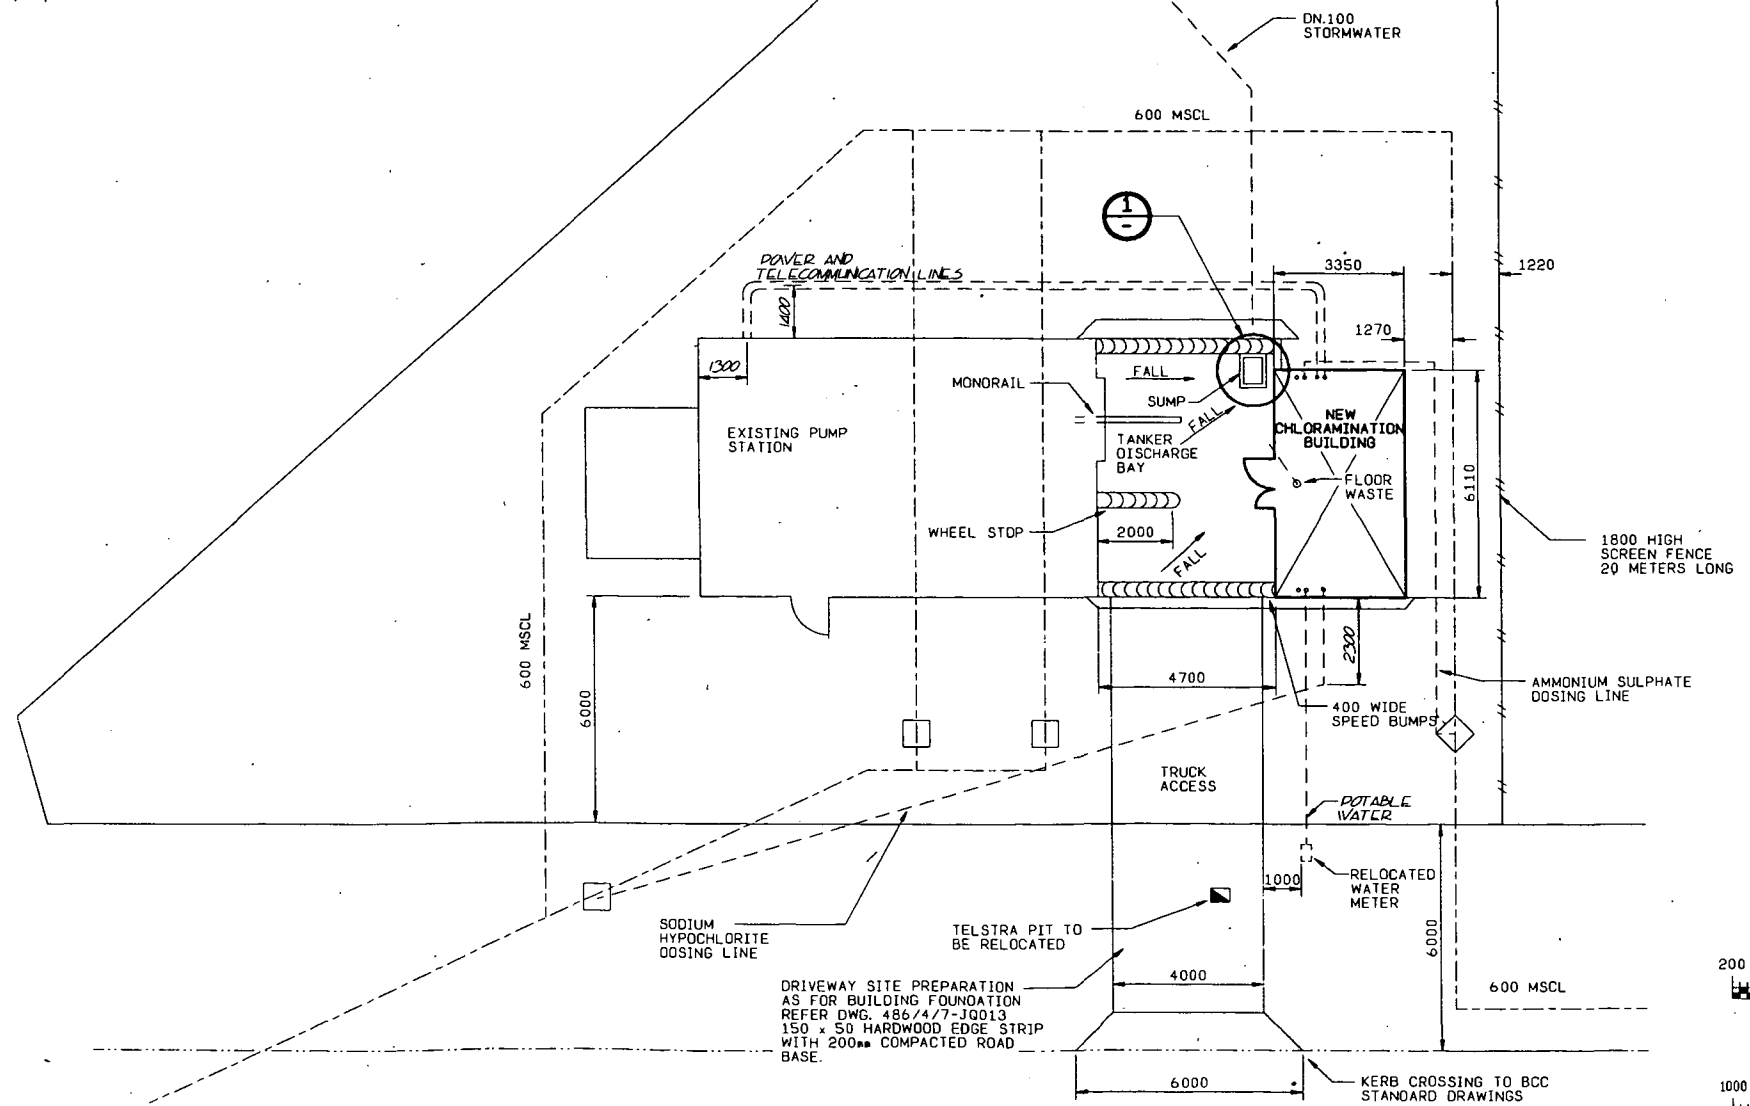 DN.100
STORMWATER
600 MSCL
1
-
POWER AND
TELECOMMUNICATION LINES
3350
1220
1400
1270
1300
FALL
MONORAIL
SUMP
FALL
NEW
CHLORAMINATION
BUILDING
EXISTING PUMP
STATION
TANKER
DISCHARGE
BAY
FLOOR
WASTE
6110
WHEEL STOP
2000
FALL
1800 HIGH
SCREEN FENCE
20 METERS LONG
600 MSCL
6000
2300
4700
AMMONIUM SULPHATE
DOSING LINE
400 WIDE
SPEED BUMPS
TRUCK
ACCESS
POTABLE
WATER
1000
RELOCATED
WATER
METER
SODIUM
HYPOCHLORITE
DOSING LINE
TELSTRA PIT TO
BE RELOCATED
6000
DRIVEWAY SITE PREPARATION
AS FOR BUILDING FOUNDATION
REFER DWG. 486/4/7-JQ013
150 x 50 HARDWOOD EDGE STRIP
WITH 200mm COMPACTED ROAD
BASE.
4000
600 MSCL
200
6000
KERB CROSSING TO BCC
STANDARD DRAWINGS
1000